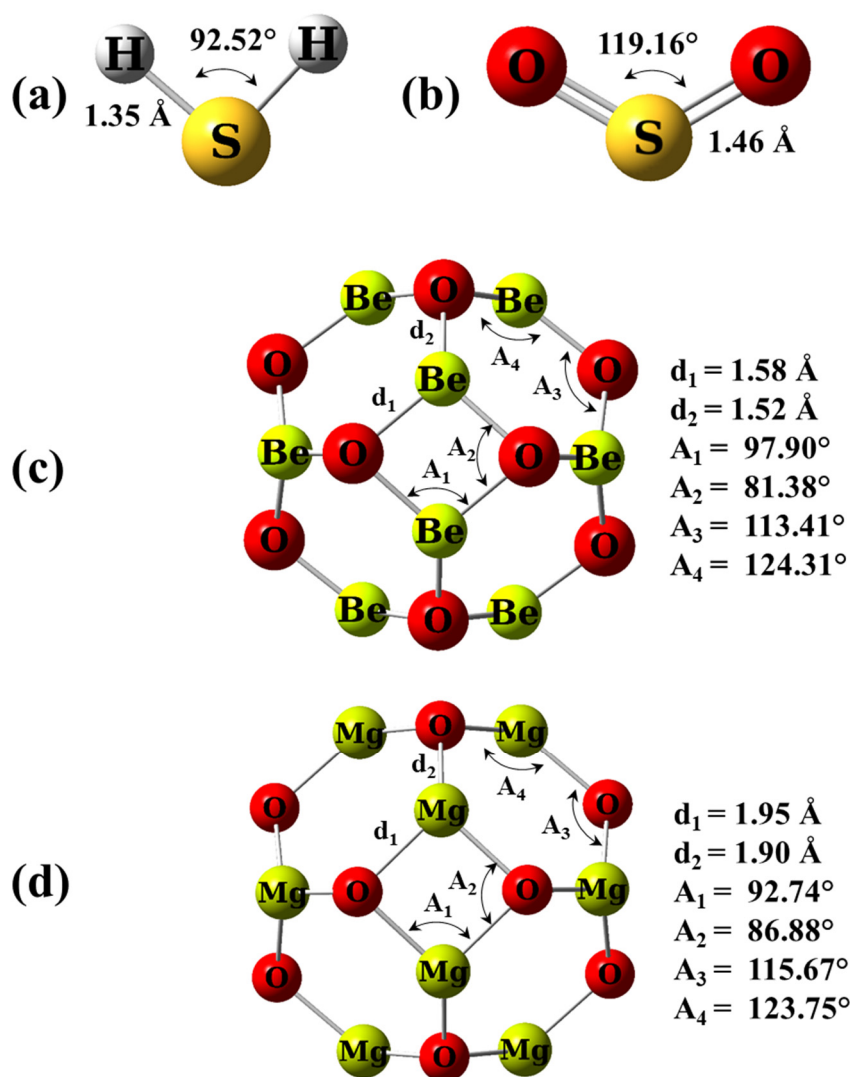 (a)
H
92.52°
H
1.35 Å
S
(b)
O
119.16°
O
S
1.46 Å
(c)
Be
O
Be
d₂
A₄
O
Be
A₃
O
d₁
Be
O
A₂
O
Be
A₁
O
Be
O
Be
O
Be
d₁ = 1.58 Å
d₂ = 1.52 Å
A₁ = 97.90°
A₂ = 81.38°
A₃ = 113.41°
A₄ = 124.31°
(d)
Mg
O
Mg
d₂
A₄
O
Mg
A₃
O
d₁
Mg
O
A₂
O
Mg
A₁
O
Mg
O
Mg
O
Mg
d₁ = 1.95 Å
d₂ = 1.90 Å
A₁ = 92.74°
A₂ = 86.88°
A₃ = 115.67°
A₄ = 123.75°